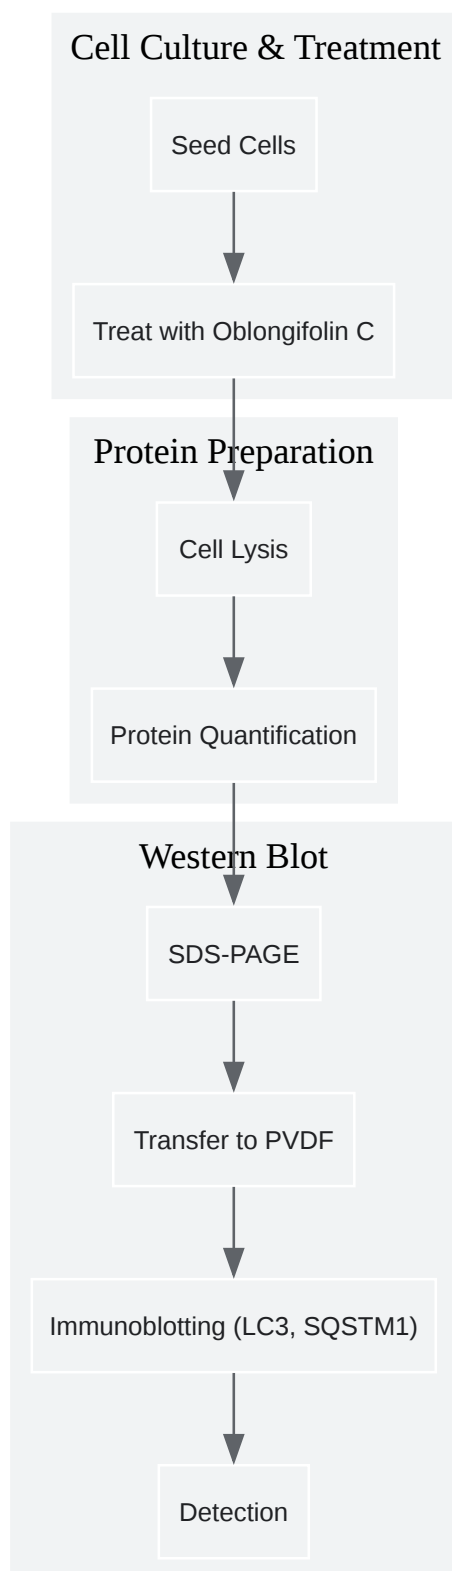 Cell Culture & Treatment
Seed Cells
Treat with Oblongifolin C
Protein Preparation
Cell Lysis
Protein Quantification
Western Blot
SDS-PAGE
Transfer to PVDF
Immunoblotting (LC3, SQSTM1)
Detection